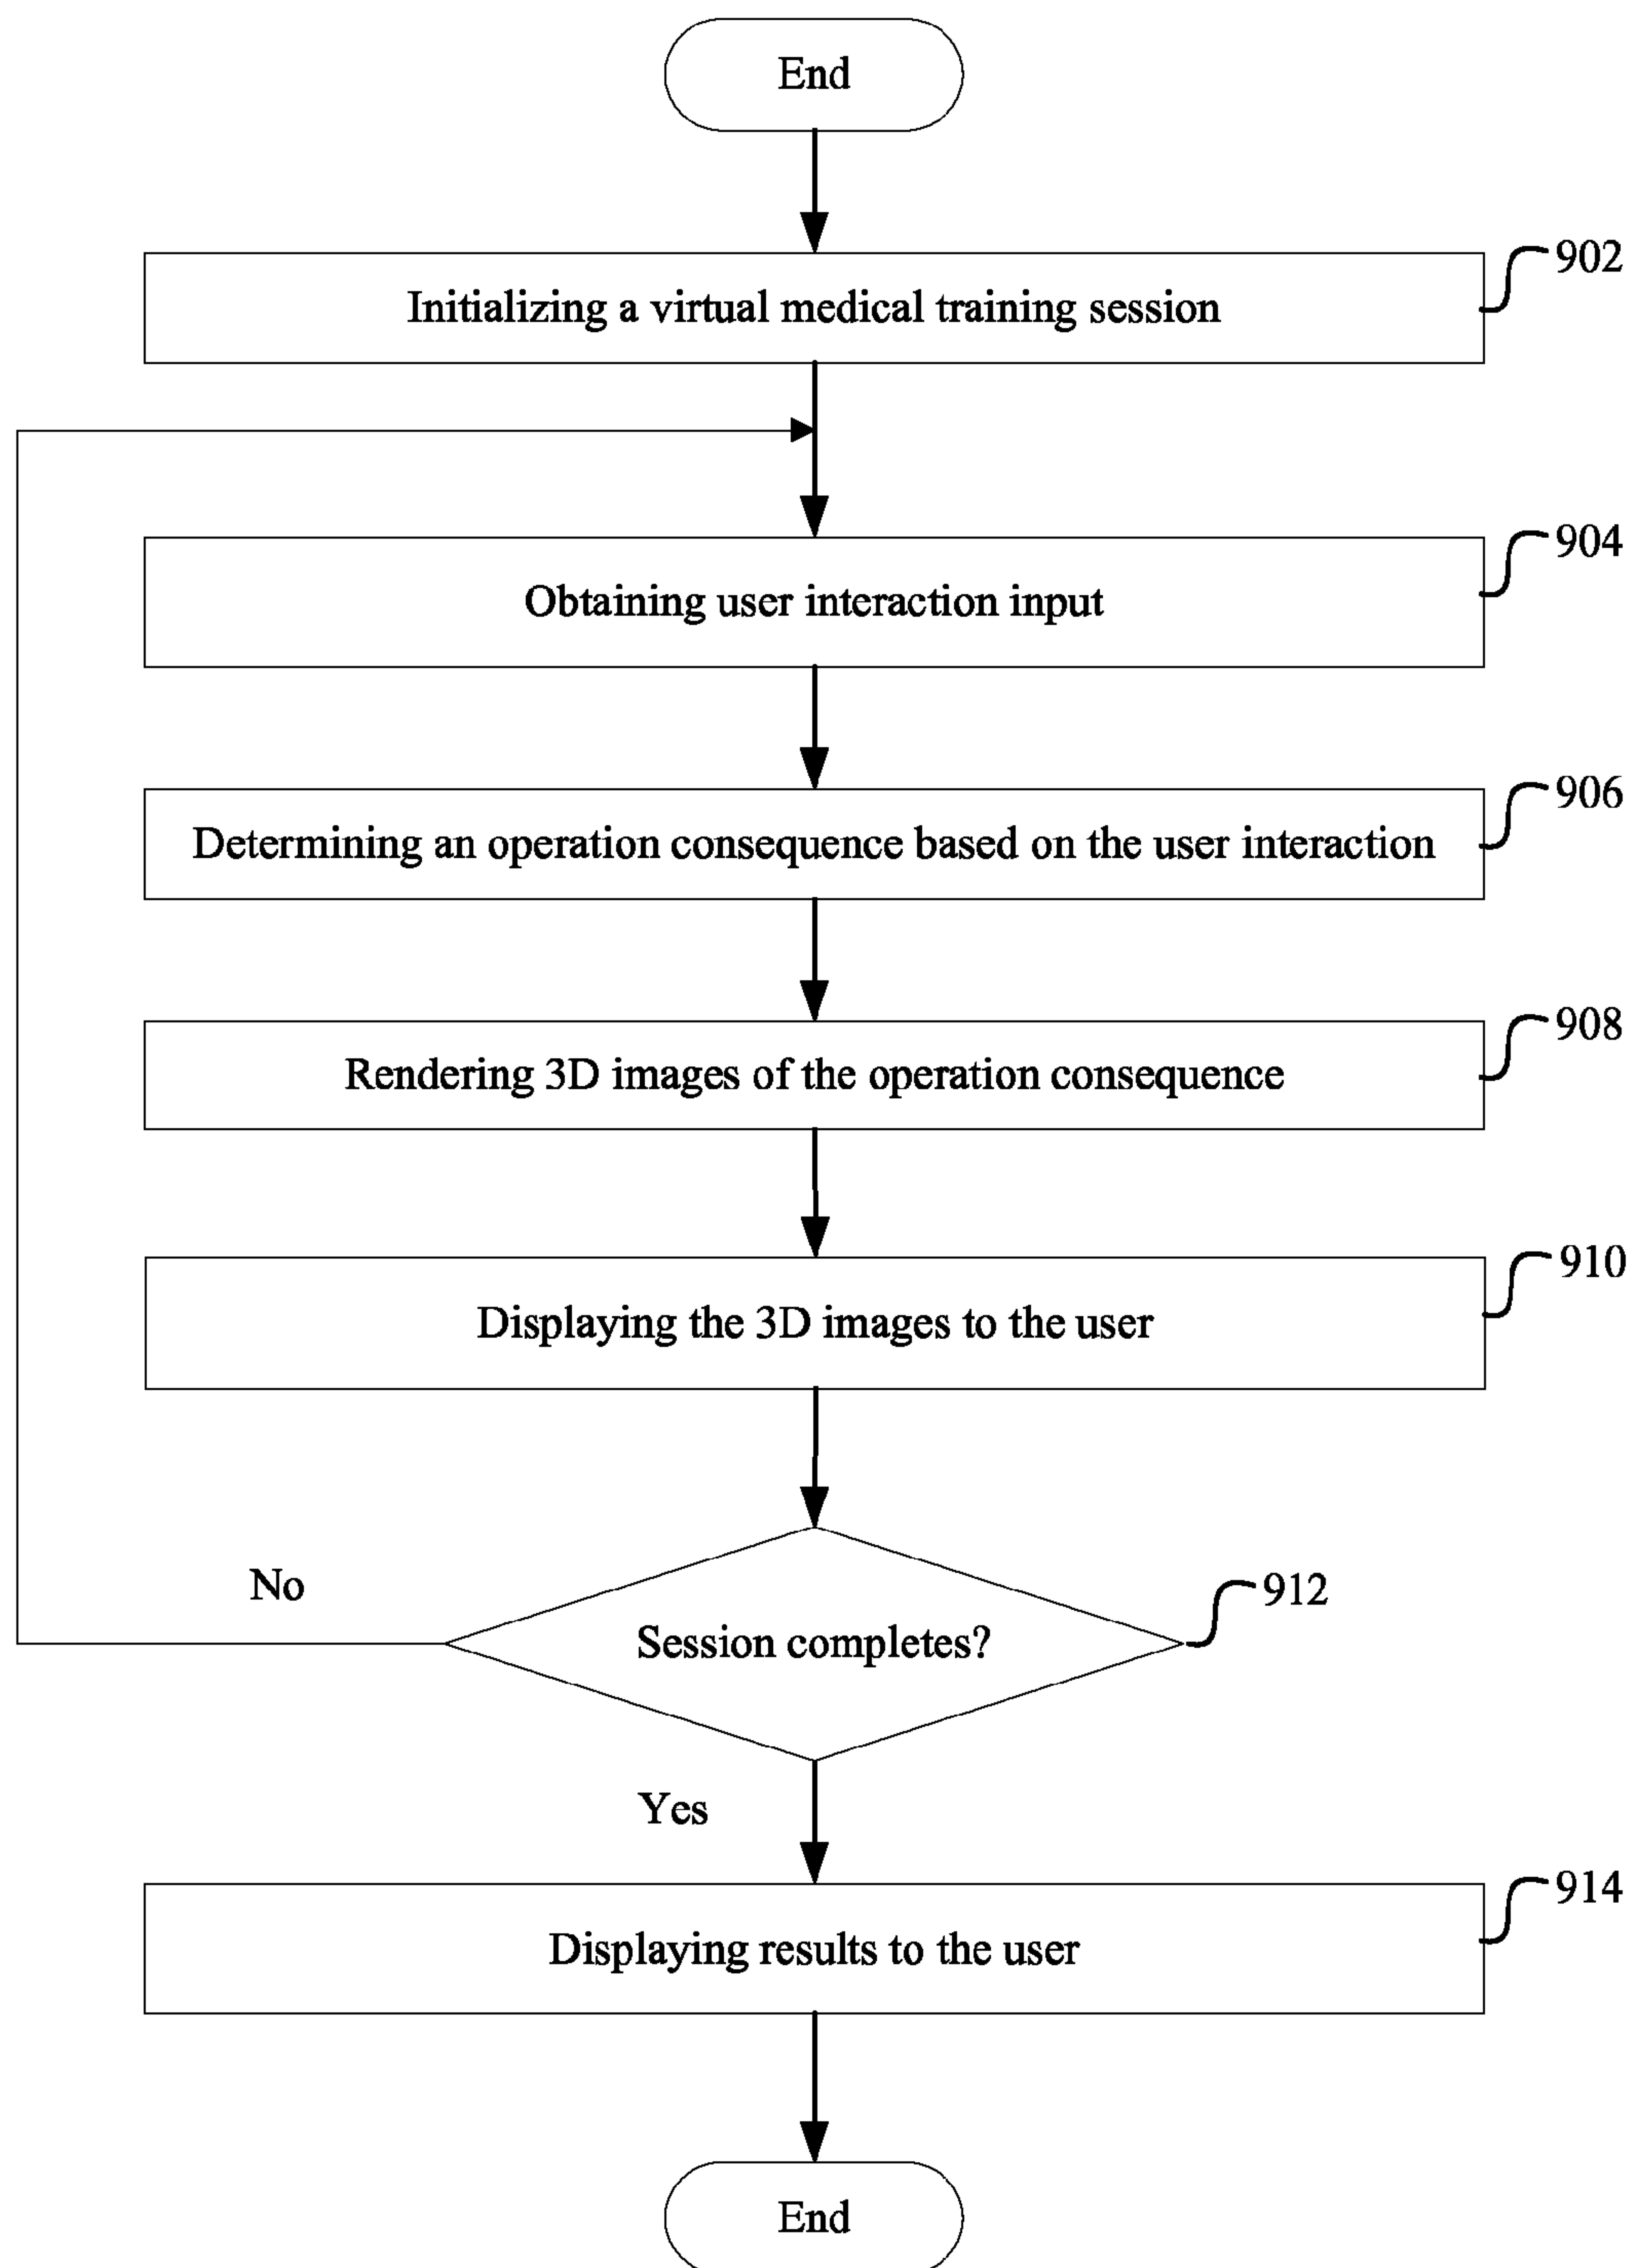 End
Initializing a virtual medical training session
902
Obtaining user interaction input
904
Determining an operation consequence based on the user interaction
906
Rendering 3D images of the operation consequence
908
Displaying the 3D images to the user
910
Session completes?
912
No
Yes
Displaying results to the user
914
End